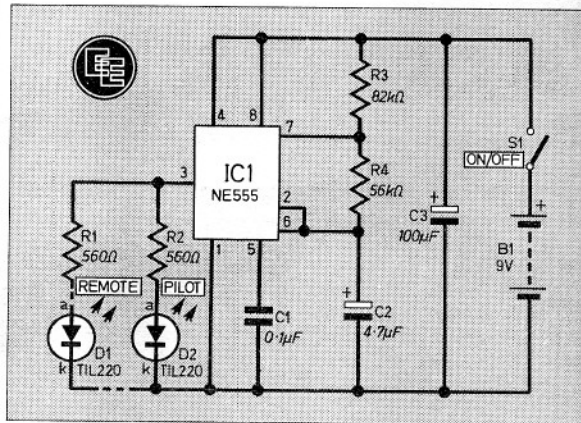 4
8
R3
82kΩ
7
3
IC1
NE555
R4
56kΩ
S1
ON/OFF
2
6
R1
560Ω
R2
560Ω
1
5
+
C3
100µF
+
B1
9V
REMOTE
PILOT
a
a
C1
0·1µF
+
C2
4·7µF
D1
TIL220
D2
TIL220
k
k